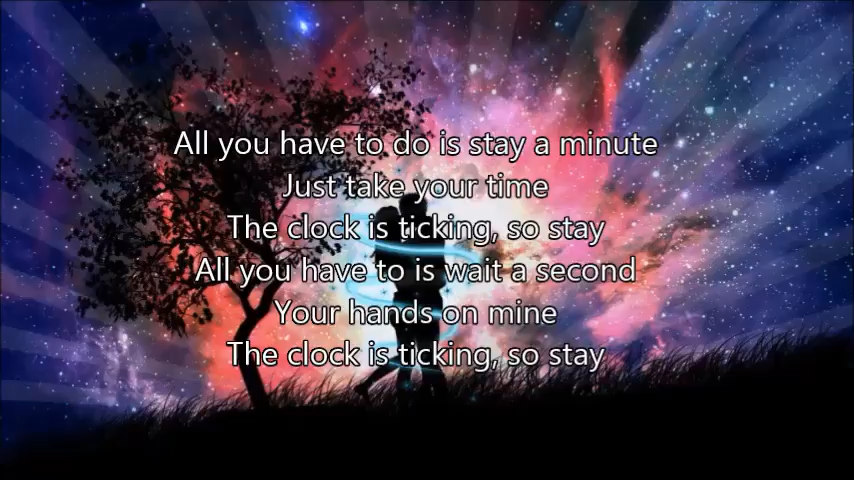 All you have to do is stay a minute
Just take your time
The clock is ticking, so stay
All you have to is wait a second
Your hands on mine
The clock is ticking, so stay